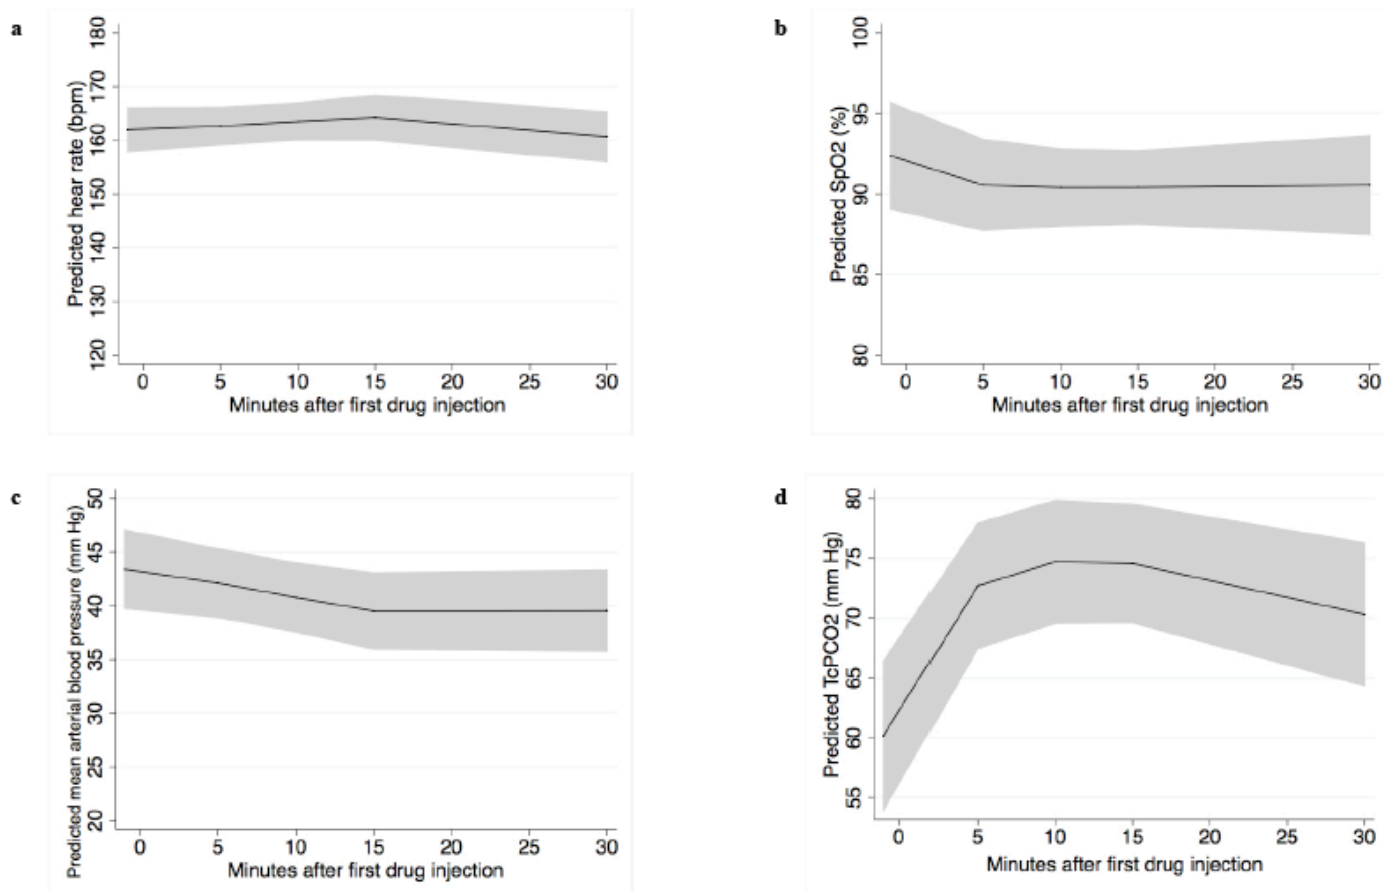 a
Predicted hear rate (bpm)
180
170
160
150
140
130
120
0 5 10 15 20 25 30
Minutes after first drug injection
b
Predicted SpO2 (%)
100
95
90
85
80
0 5 10 15 20 25 30
Minutes after first drug injection
c
Predicted mean arterial blood pressure (mm Hg)
50
45
40
35
30
25
20
0 5 10 15 20 25 30
Minutes after first drug injection
d
Predicted TcPCO2 (mm Hg)
80
75
70
65
60
55
0 5 10 15 20 25 30
Minutes after first drug injection